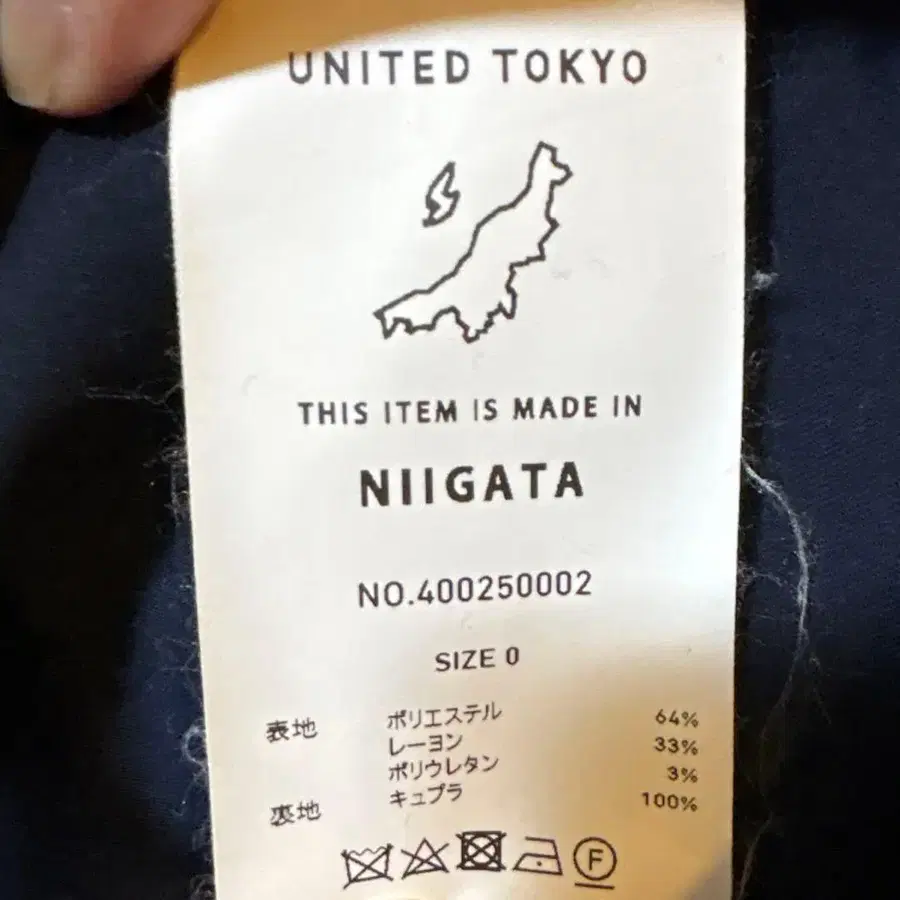 UNITED TOKYO
THIS ITEM IS MADE IN
NIIGATA
NO.400250002
SIZE 0
表地 ポリエステル 64%
レーヨン 33%
ポリウレタン 3%
裏地 キュプラ 100%
F